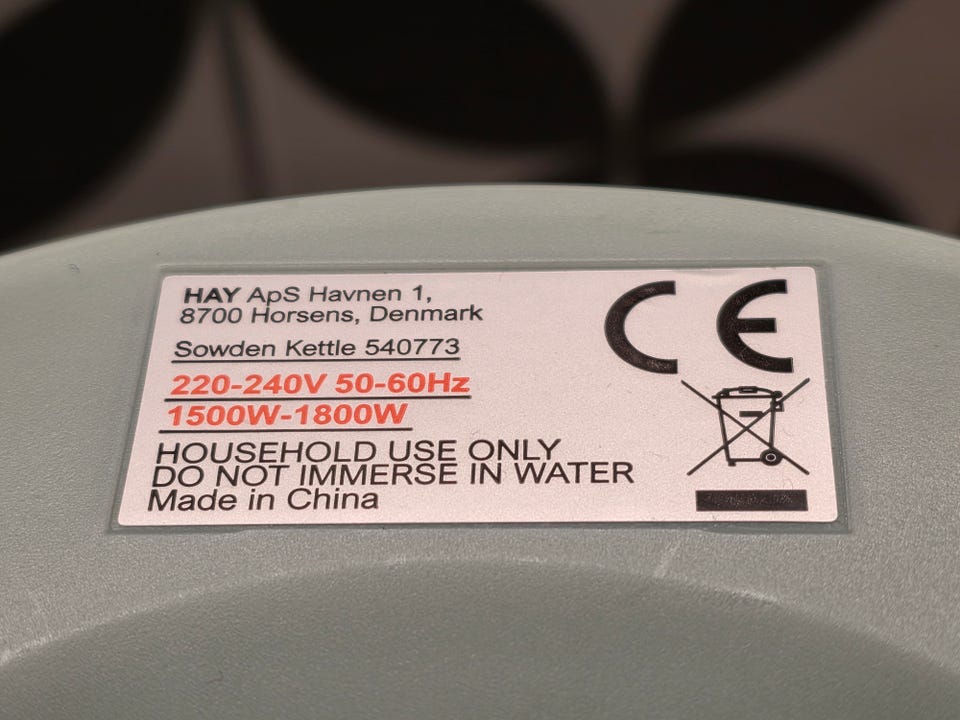 HAY ApS Havnen 1,
8700 Horsens, Denmark
Sowden Kettle 540773
220-240V 50-60Hz
1500W-1800W
HOUSEHOLD USE ONLY
DO NOT IMMERSE IN WATER
Made in China
CE